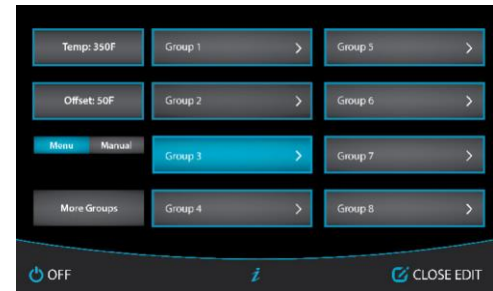 Temp: 350F
Group 1
Group 5
Offset: 50F
Group 2
Group 6
Menu
Manual
Group 3
Group 7
More Groups
Group 4
Group 8
OFF
i
CLOSE EDIT